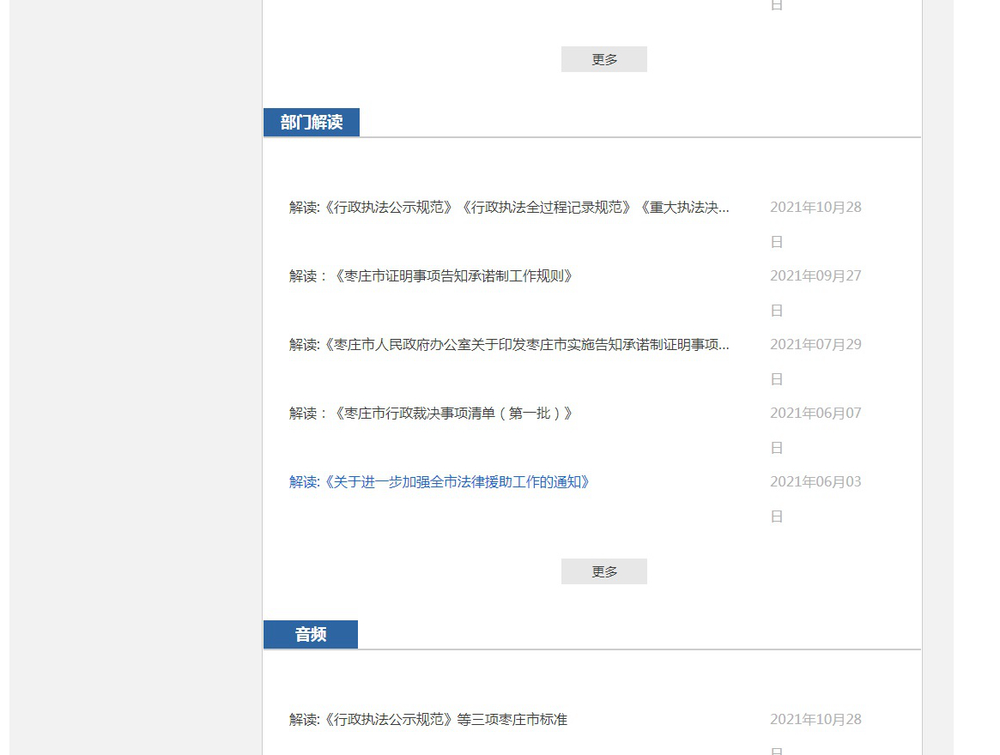 日
更多
部门解读
解读:《行政执法公示规范》《行政执法全过程记录规范》《重大执法决... 2021年10月28
日
解读：《枣庄市证明事项告知承诺制工作规则》 2021年09月27
日
解读:《枣庄市人民政府办公室关于印发枣庄市实施告知承诺制证明事项... 2021年07月29
日
解读：《枣庄市行政裁决事项清单（第一批）》 2021年06月07
日
解读:《关于进一步加强全市法律援助工作的通知》 2021年06月03
日
更多
音频
解读:《行政执法公示规范》等三项枣庄市标准 2021年10月28
日